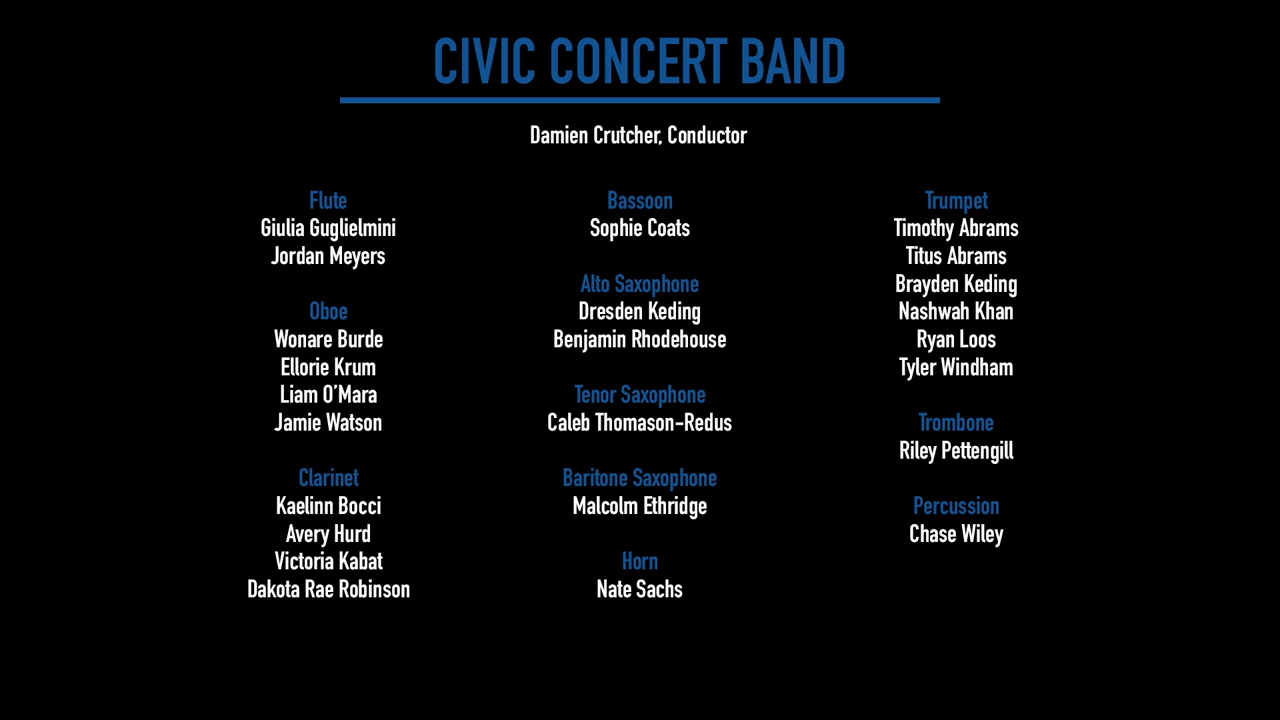 CIVIC CONCERT BAND
Damien Crutcher, Conductor
Flute
Giulia Guglielmini
Jordan Meyers
Oboe
Wonare Burde
Ellorie Krum
Liam O’Mara
Jamie Watson
Clarinet
Kaelinn Bocci
Avery Hurd
Victoria Kabat
Dakota Rae Robinson
Bassoon
Sophie Coats
Alto Saxophone
Dresden Keding
Benjamin Rhodehouse
Tenor Saxophone
Caleb Thomason-Redus
Baritone Saxophone
Malcolm Ethridge
Horn
Nate Sachs
Trumpet
Timothy Abrams
Titus Abrams
Brayden Keding
Nashwah Khan
Ryan Loos
Tyler Windham
Trombone
Riley Pettengill
Percussion
Chase Wiley